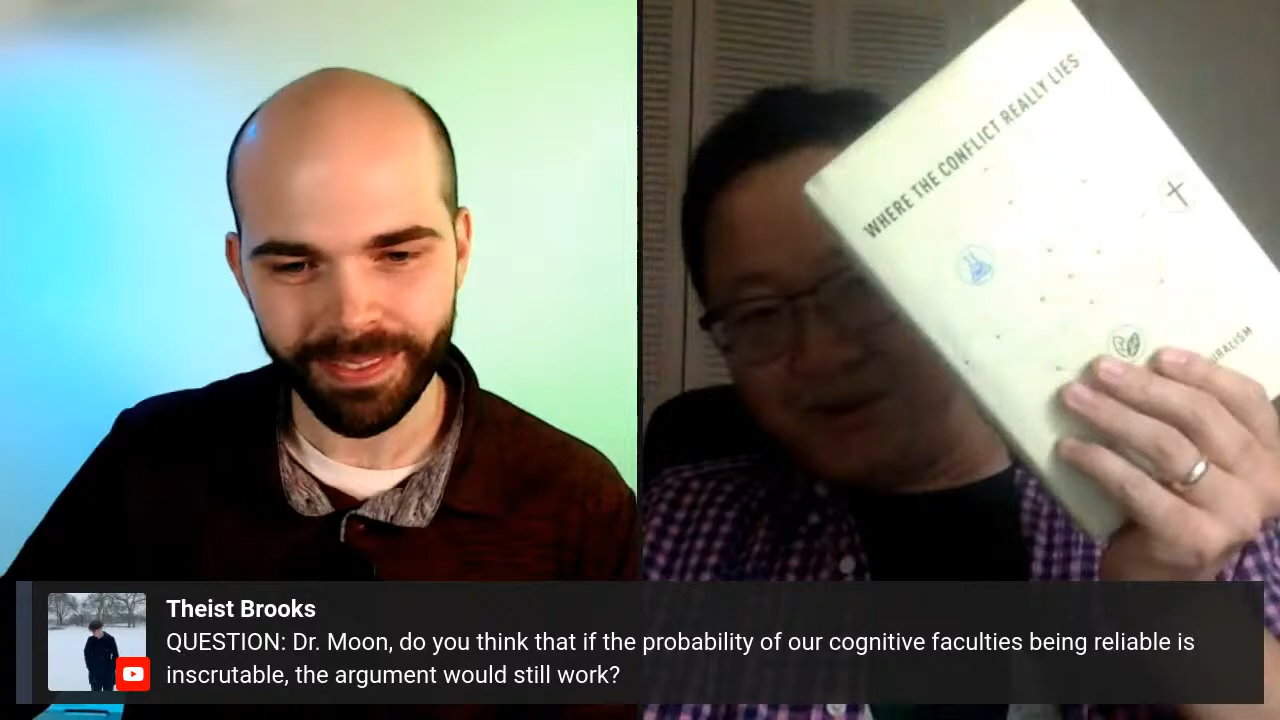 WHERE THE CONFLICT REALLY LIES
Theist Brooks
QUESTION: Dr. Moon, do you think that if the probability of our cognitive faculties being reliable is
inscrutable, the argument would still work?